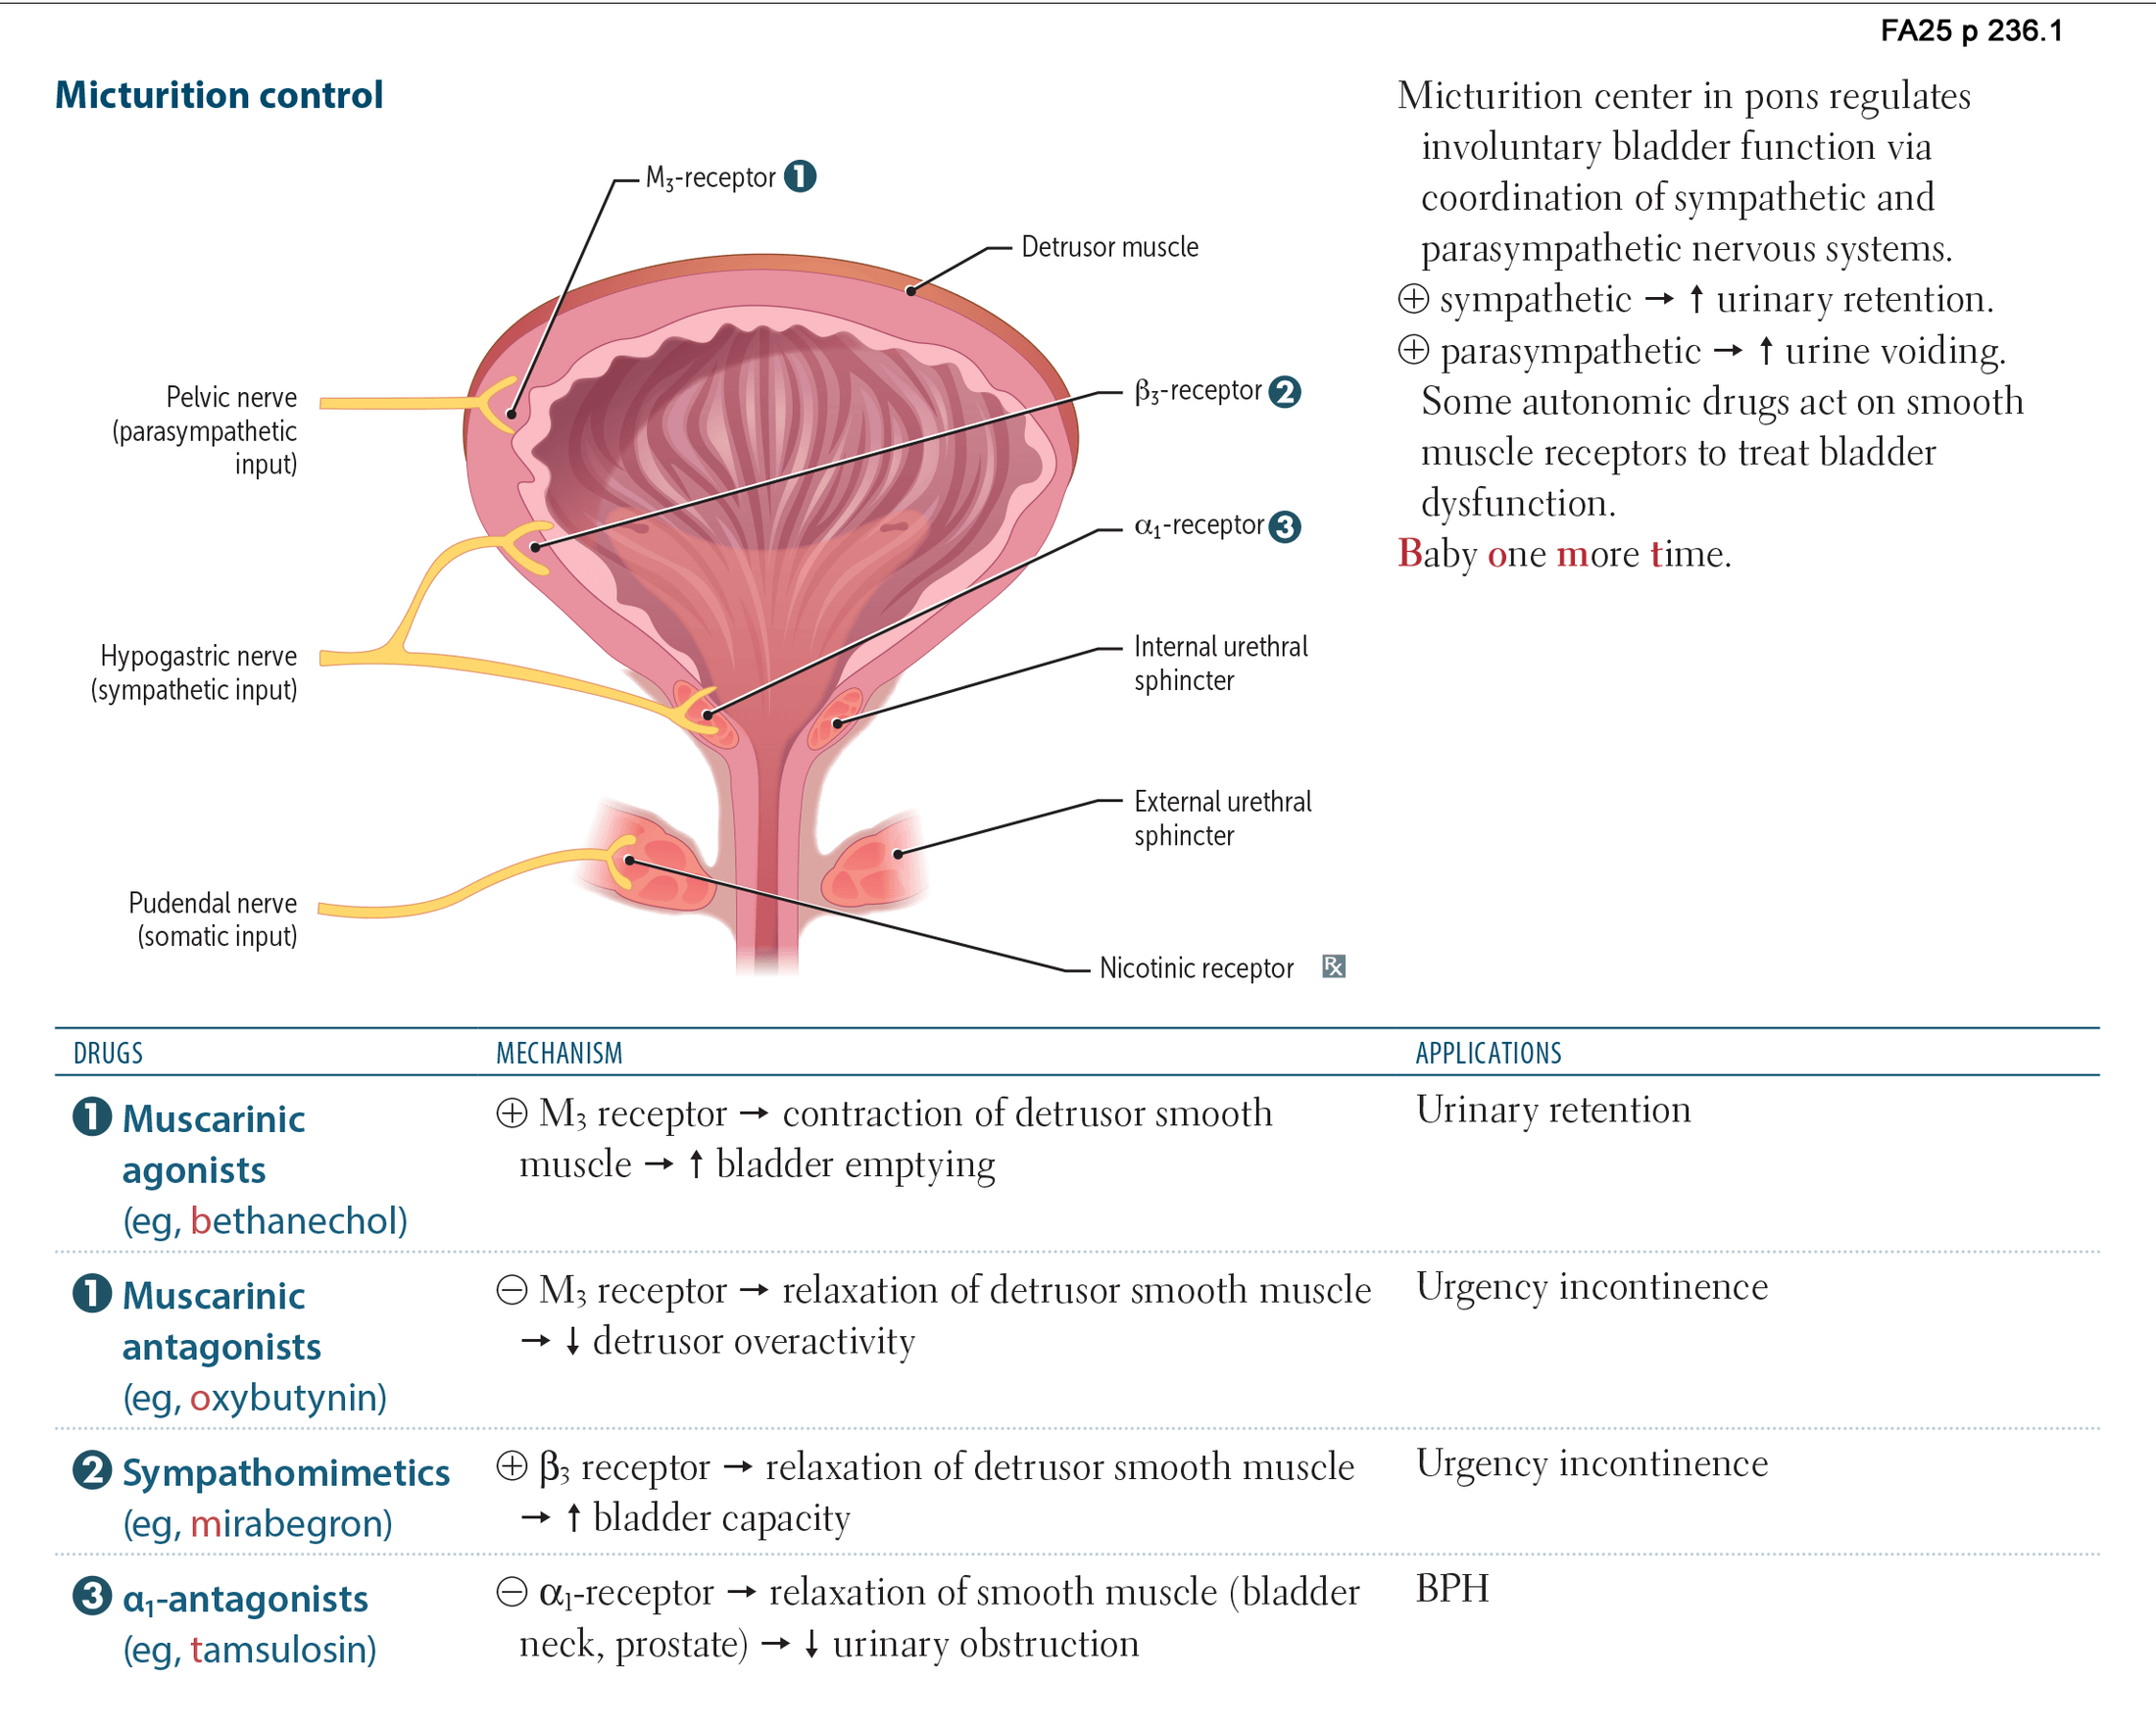 FA25 p 236.1
Micturition control
M₃-receptor 1
Detrusor muscle
Pelvic nerve
(parasympathetic
input)
β₃-receptor 2
α₁-receptor 3
Hypogastric nerve
(sympathetic input)
Internal urethral
sphincter
External urethral
sphincter
Pudendal nerve
(somatic input)
Nicotinic receptor Rx
Micturition center in pons regulates
involuntary bladder function via
coordination of sympathetic and
parasympathetic nervous systems.
⊕ sympathetic → ↑ urinary retention.
⊕ parasympathetic → ↑ urine voiding.
Some autonomic drugs act on smooth
muscle receptors to treat bladder
dysfunction.
Baby one more time.
DRUGS MECHANISM APPLICATIONS
1 Muscarinic
agonists
(eg, bethanechol)
⊕ M₃ receptor → contraction of detrusor smooth
muscle → ↑ bladder emptying
Urinary retention
1 Muscarinic
antagonists
(eg, oxybutynin)
⊖ M₃ receptor → relaxation of detrusor smooth muscle
→ ↓ detrusor overactivity
Urgency incontinence
2 Sympathomimetics
(eg, mirabegron)
⊕ β₃ receptor → relaxation of detrusor smooth muscle
→ ↑ bladder capacity
Urgency incontinence
3 α₁-antagonists
(eg, tamsulosin)
⊖ α₁-receptor → relaxation of smooth muscle (bladder
neck, prostate) → ↓ urinary obstruction
BPH